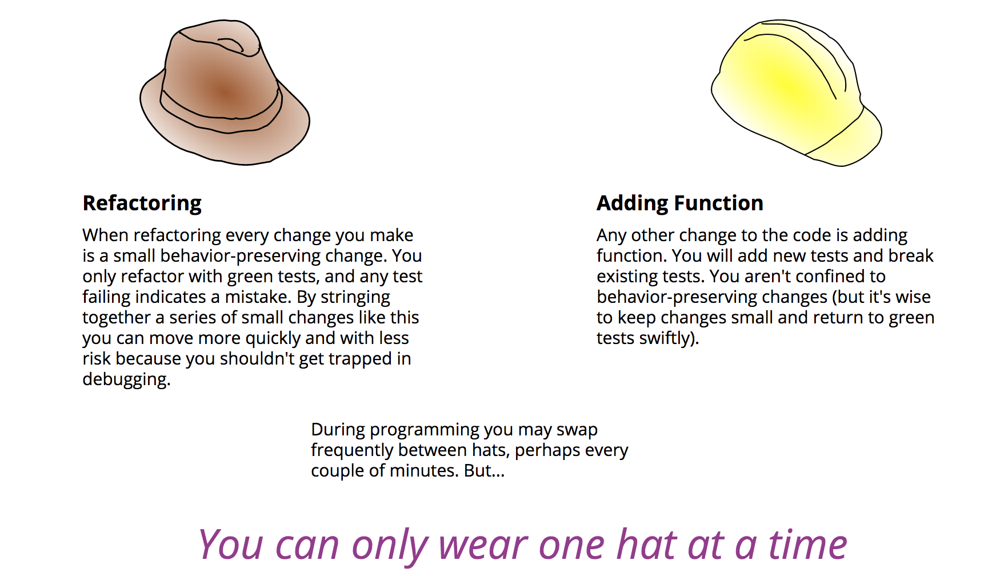 Refactoring
When refactoring every change you make
is a small behavior-preserving change. You
only refactor with green tests, and any test
failing indicates a mistake. By stringing
together a series of small changes like this
you can move more quickly and with less
risk because you shouldn't get trapped in
debugging.
Adding Function
Any other change to the code is adding
function. You will add new tests and break
existing tests. You aren't confined to
behavior-preserving changes (but it's wise
to keep changes small and return to green
tests swiftly).
During programming you may swap
frequently between hats, perhaps every
couple of minutes. But...
You can only wear one hat at a time